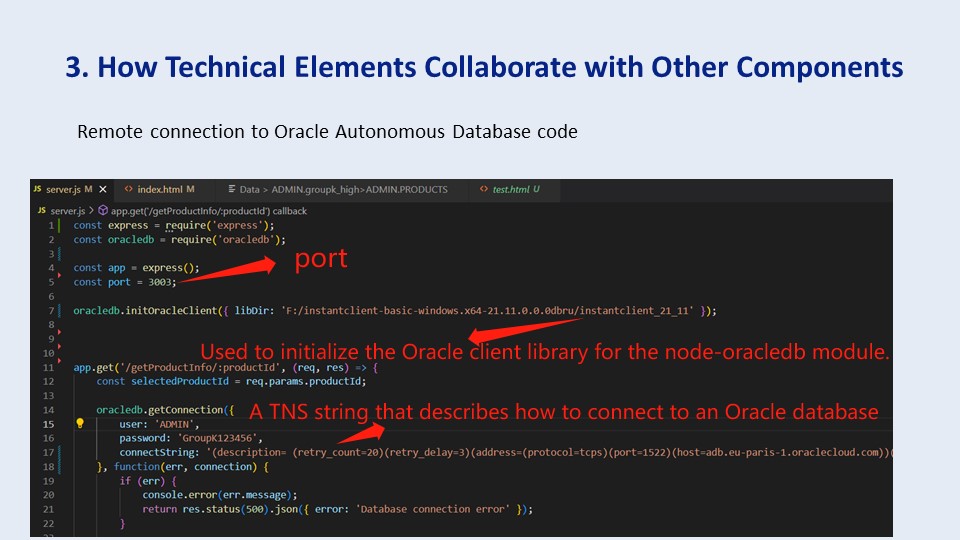 3. How Technical Elements Collaborate with Other Components
Remote connection to Oracle Autonomous Database code
JS server.js M X <> index.html M Data > ADMIN.groupk_high>ADMIN.PRODUCTS <> test.html U
JS server.js > app.get('/getProductInfo/:productId') callback
1 const express = require('express');
2 const oracledb = require('oracledb');
3
port
4 const app = express();
5 const port = 3003;
6
7 oracledb.initOracleClient({ libDir: 'F:/instantclient-basic-windows.x64-21.11.0.0.0dbru/instantclient_21_11' });
8
9
10
Used to initialize the Oracle client library for the node-oracledb module.
11 app.get('/getProductInfo/:productId', (req, res) => {
12 const selectedProductId = req.params.productId;
13
14 oracledb.getConnection({
A TNS string that describes how to connect to an Oracle database
15 user: 'ADMIN',
16 password: 'GroupK123456',
17 connectString: '(description= (retry_count=20)(retry_delay=3)(address=(protocol=tcps)(port=1522)(host=adb.eu-paris-1.oraclecloud.com))(
18 }, function(err, connection) {
19 if (err) {
20 console.error(err.message);
21 return res.status(500).json({ error: 'Database connection error' });
22 }